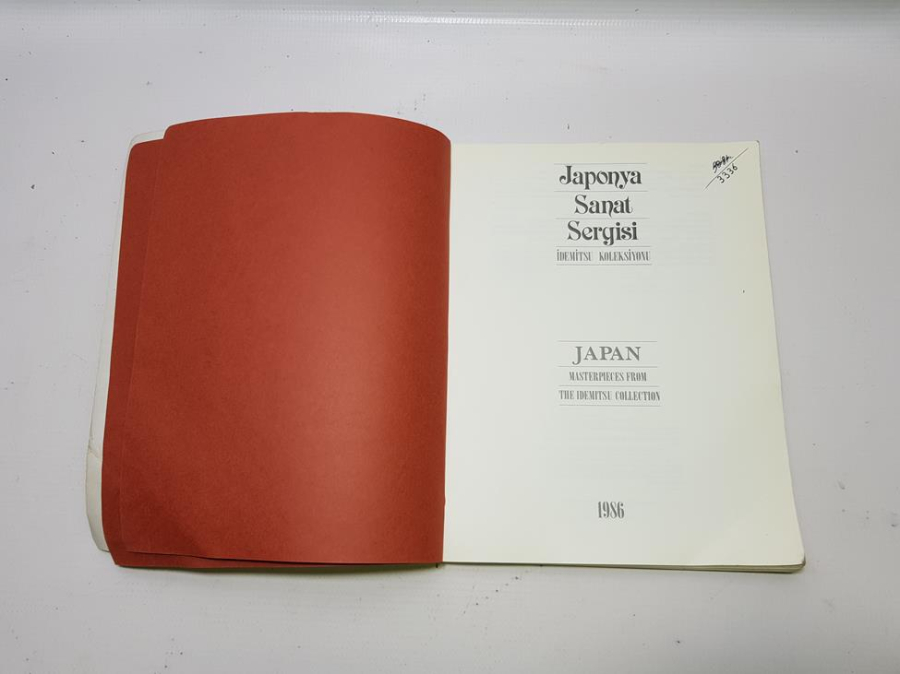 Japonya
Sanat
Sergisi
İDEMİTSU KOLEKSİYONU
3336
JAPAN
MASTERPIECES FROM
THE IDEMITSU COLLECTION
1986